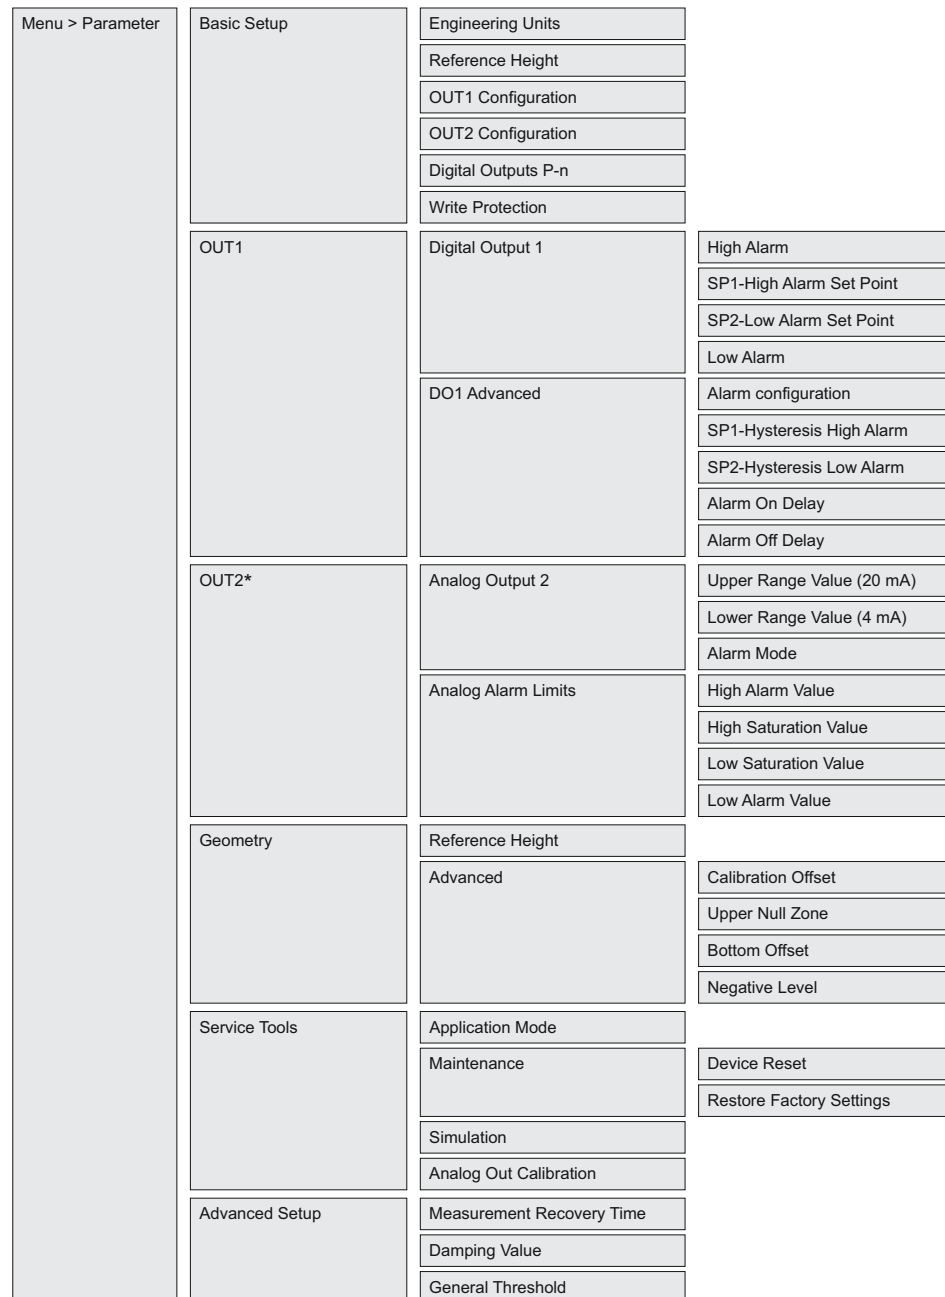 Menu > Parameter
Basic Setup
Engineering Units
Reference Height
OUT1 Configuration
OUT2 Configuration
Digital Outputs P-n
Write Protection
OUT1
Digital Output 1
High Alarm
SP1-High Alarm Set Point
SP2-Low Alarm Set Point
Low Alarm
DO1 Advanced
Alarm configuration
SP1-Hysteresis High Alarm
SP2-Hysteresis Low Alarm
Alarm On Delay
Alarm Off Delay
OUT2*
Analog Output 2
Upper Range Value (20 mA)
Lower Range Value (4 mA)
Alarm Mode
Analog Alarm Limits
High Alarm Value
High Saturation Value
Low Saturation Value
Low Alarm Value
Geometry
Reference Height
Advanced
Calibration Offset
Upper Null Zone
Bottom Offset
Negative Level
Service Tools
Application Mode
Maintenance
Device Reset
Restore Factory Settings
Simulation
Analog Out Calibration
Advanced Setup
Measurement Recovery Time
Damping Value
General Threshold